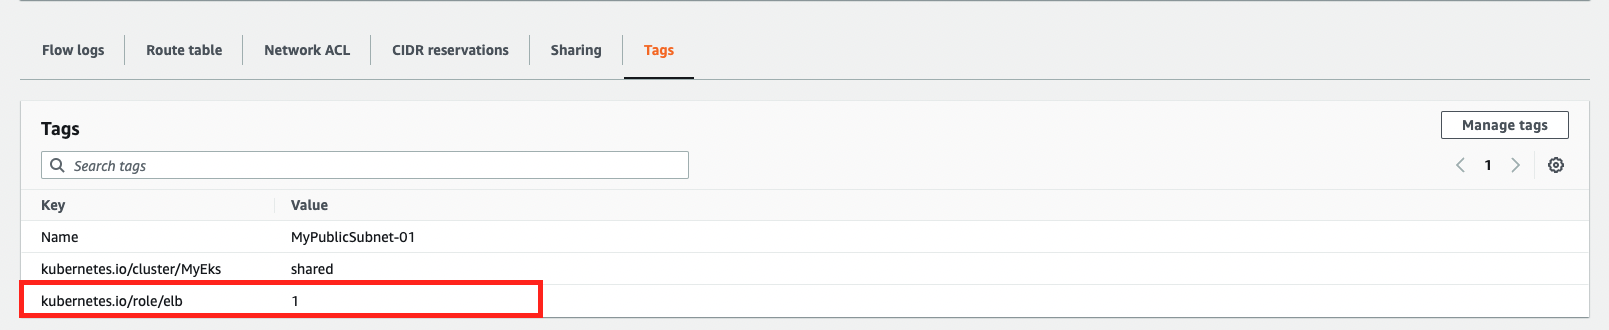 Flow logs Route table Network ACL CIDR reservations Sharing Tags
Tags
Manage tags
Search tags
1
Key Value
Name MyPublicSubnet-01
kubernetes.io/cluster/MyEks shared
kubernetes.io/role/elb 1